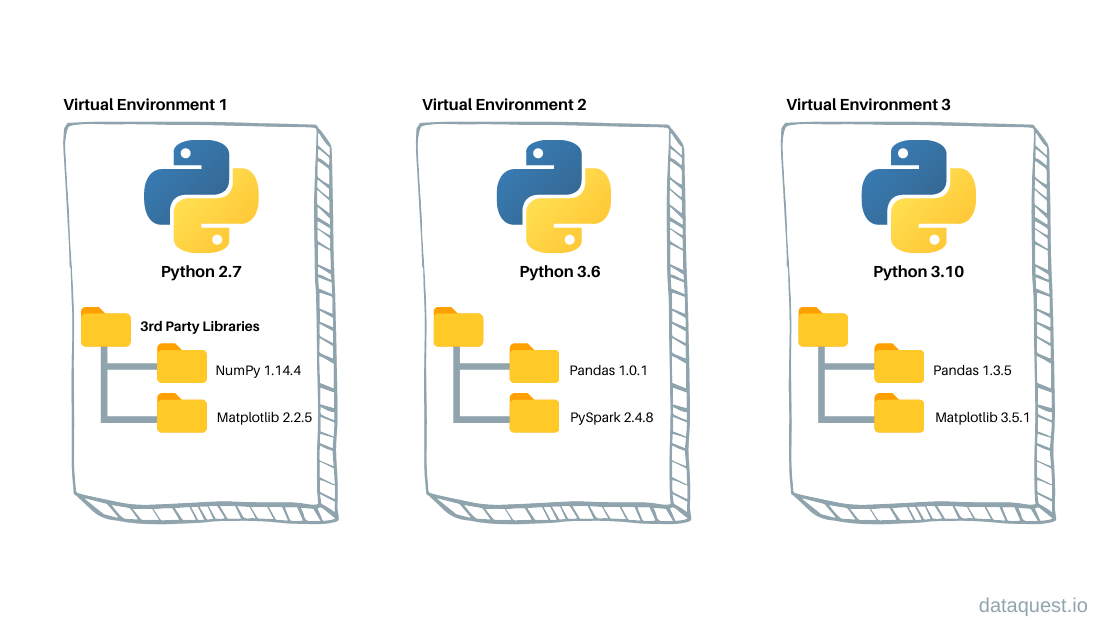 Virtual Environment 1
Python 2.7
3rd Party Libraries
NumPy 1.14.4
Matplotlib 2.2.5
Virtual Environment 2
Python 3.6
Pandas 1.0.1
PySpark 2.4.8
Virtual Environment 3
Python 3.10
Pandas 1.3.5
Matplotlib 3.5.1
dataquest.io